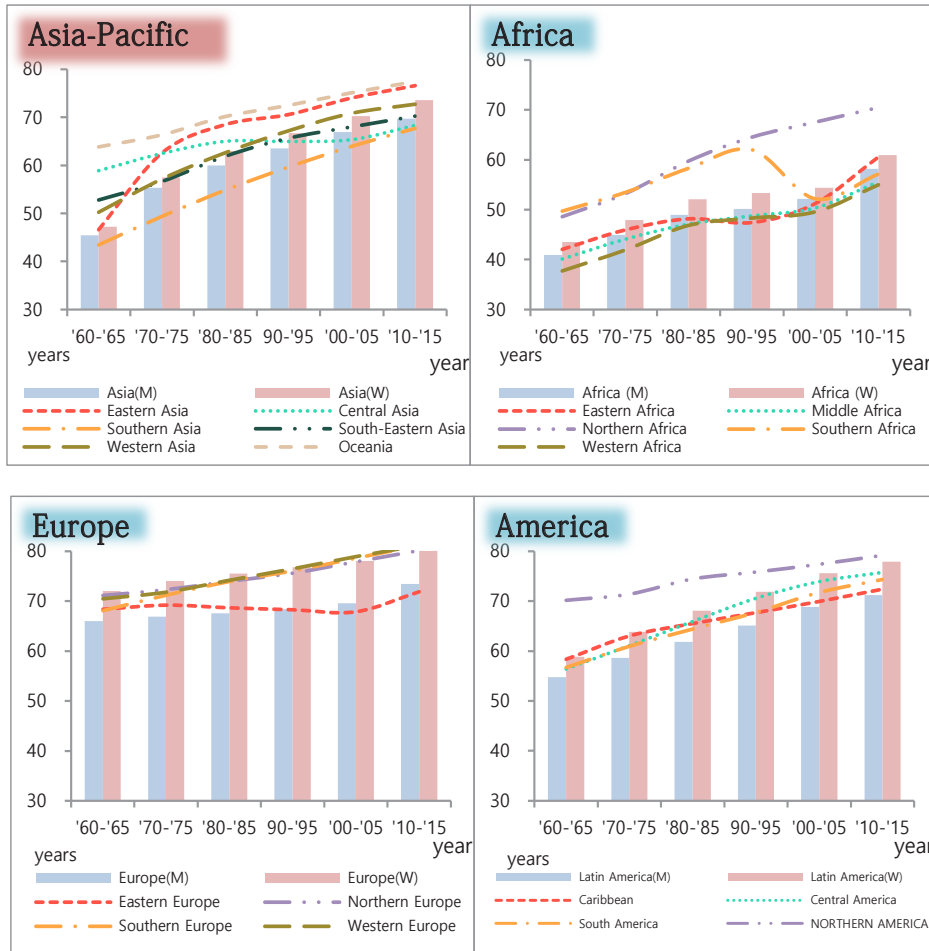 Asia-Pacific
80
70
60
50
40
30
'60-'65 '70-'75 '80-'85 90-'95 '00-'05 '10-'15
years
year
Asia(M) Asia(W)
Eastern Asia Central Asia
Southern Asia South-Eastern Asia
Western Asia Oceania
Africa
80
70
60
50
40
30
'60-'65 '70-'75 '80-'85 90-'95 '00-'05 '10-'15
years
year
Africa (M) Africa (W)
Eastern Africa Middle Africa
Northern Africa Southern Africa
Western Africa
Europe
80
70
60
50
40
30
'60-'65 '70-'75 '80-'85 90-'95 '00-'05 '10-'15
years
year
Europe(M) Europe(W)
Eastern Europe Northern Europe
Southern Europe Western Europe
America
80
70
60
50
40
30
'60-'65 '70-'75 '80-'85 90-'95 '00-'05 '10-'15
years
year
Latin America(M) Latin America(W)
Caribbean Central America
South America NORTHERN AMERICA